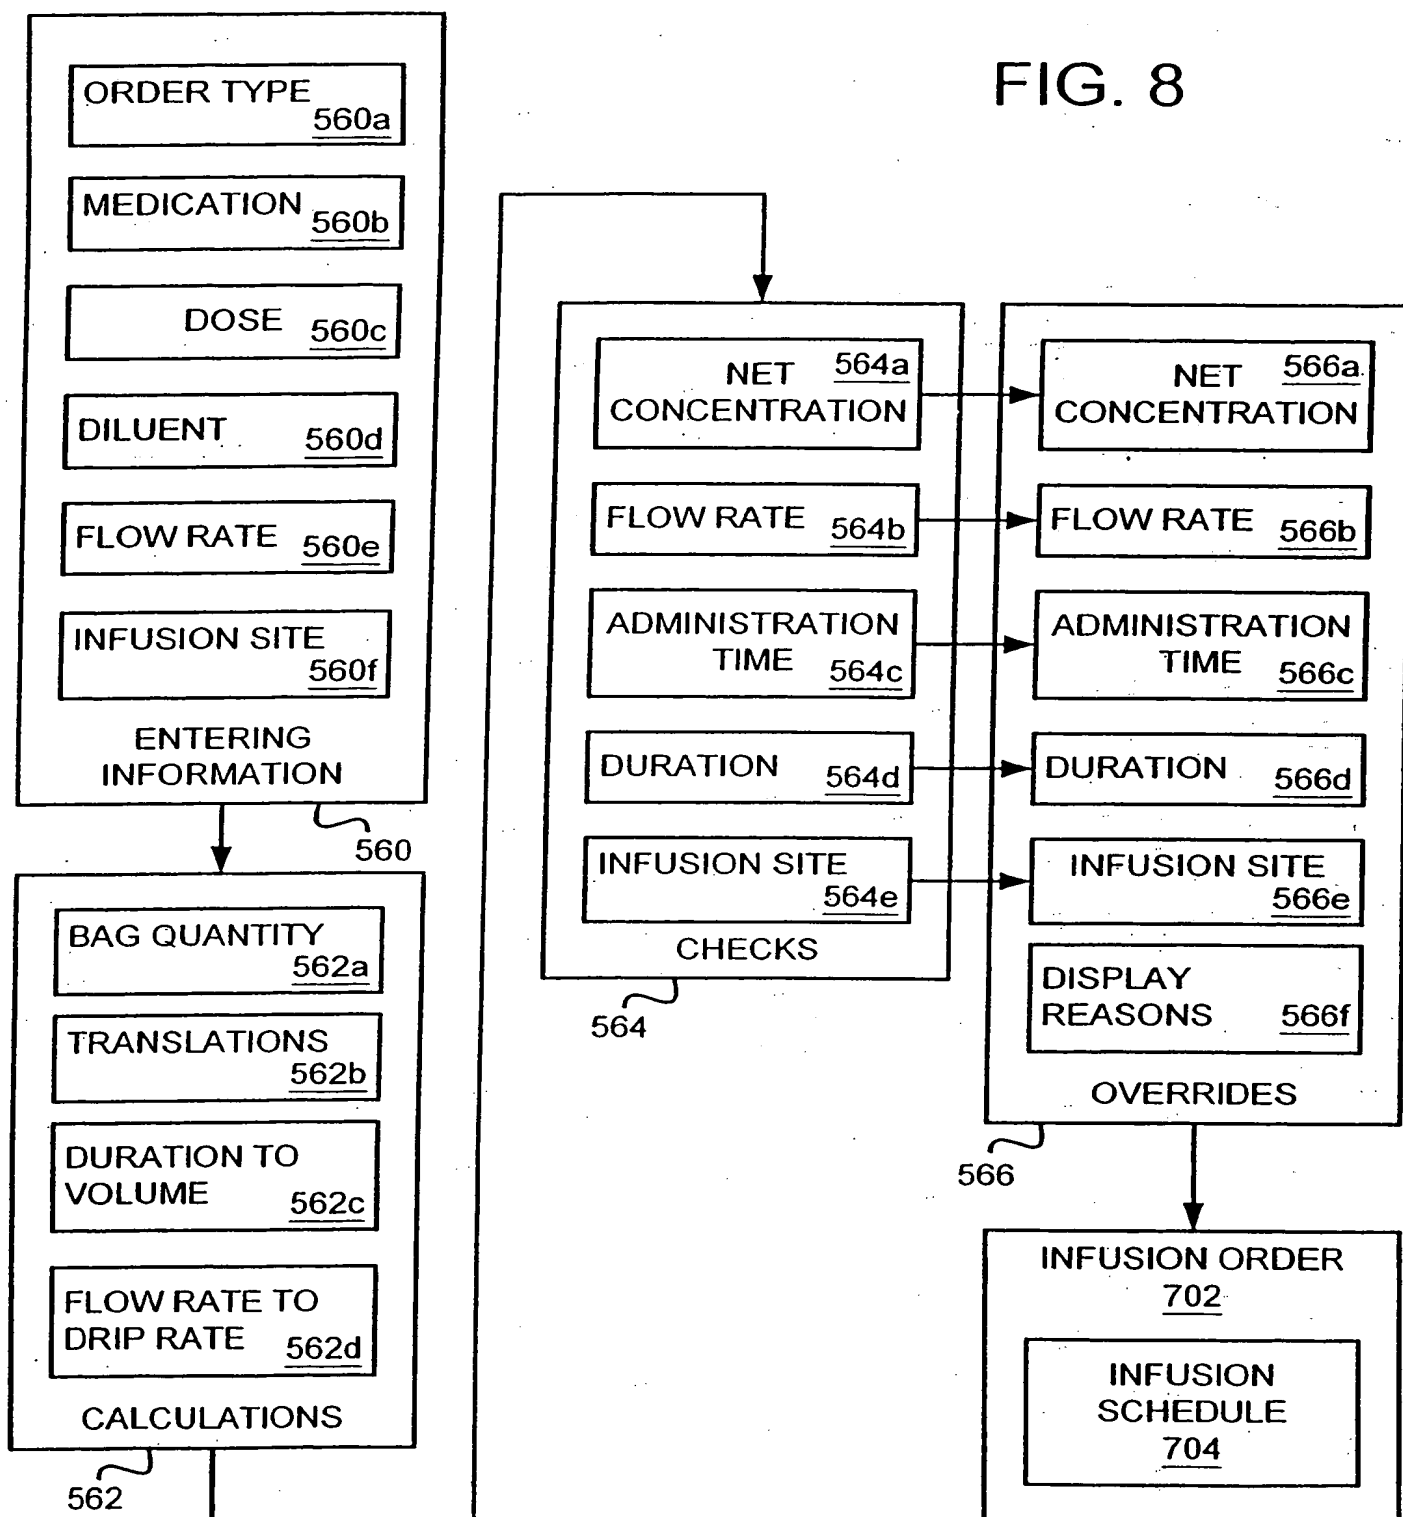 FIG. 8
ORDER TYPE
560a
MEDICATION
560b
DOSE
560c
DILUENT
560d
FLOW RATE
560e
INFUSION SITE
560f
ENTERING
INFORMATION
560
BAG QUANTITY
562a
TRANSLATIONS
562b
DURATION TO
VOLUME
562c
FLOW RATE TO
DRIP RATE
562d
CALCULATIONS
562
NET
CONCENTRATION
564a
FLOW RATE
564b
ADMINISTRATION
TIME
564c
DURATION
564d
INFUSION SITE
564e
CHECKS
564
NET
CONCENTRATION
566a
FLOW RATE
566b
ADMINISTRATION
TIME
566c
DURATION
566d
INFUSION SITE
566e
DISPLAY
REASONS
566f
OVERRIDES
566
INFUSION ORDER
702
INFUSION
SCHEDULE
704